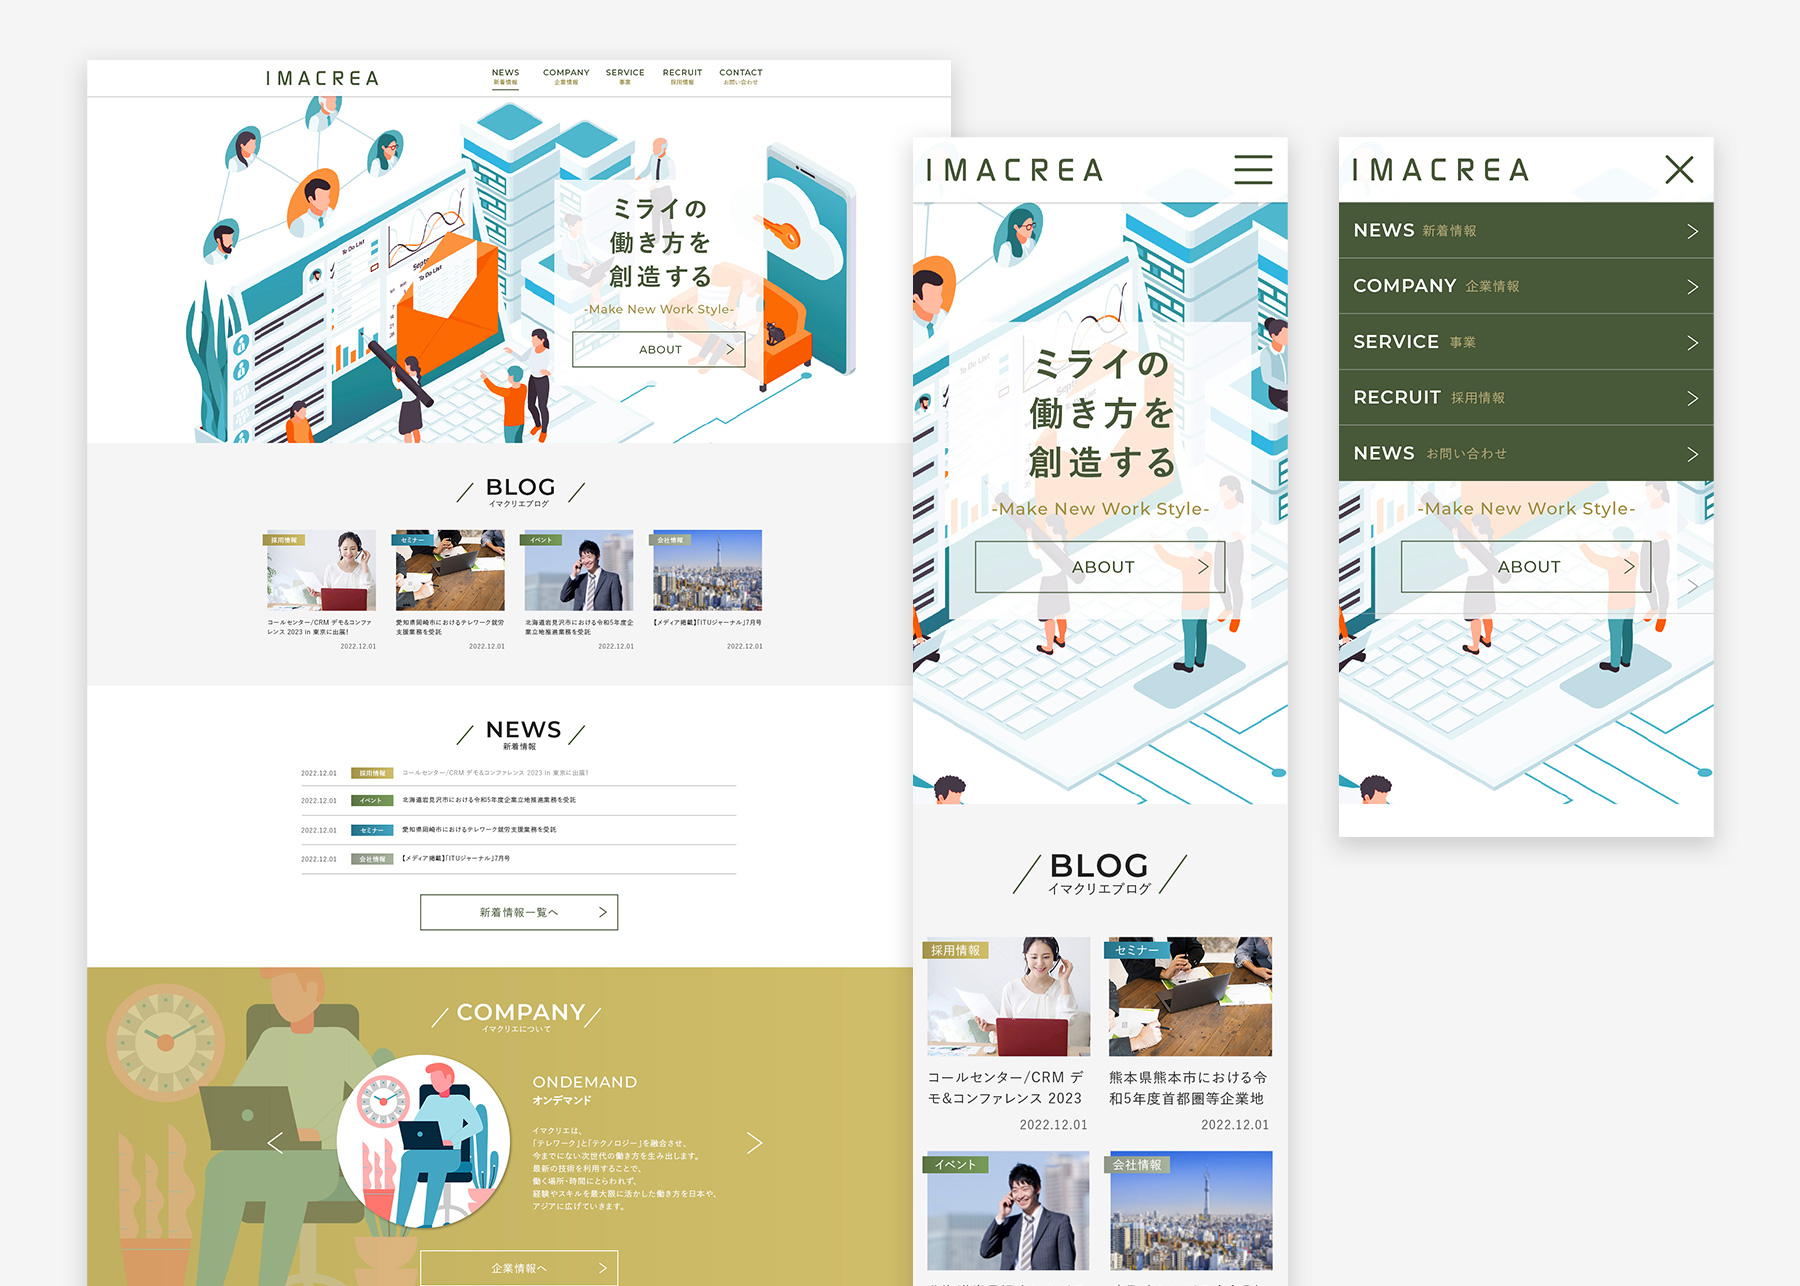 IMACREA
NEWS
新着情報
COMPANY
企業情報
SERVICE
事業
RECRUIT
採用情報
CONTACT
お問い合わせ
To Do List
Sept
To Do List
ミライの
働き方を
創造する
-Make New Work Style-
ABOUT
BLOG
イマクリエブログ
採用情報
コールセンター/CRM デモ&コンファ
レンス 2023 in 東京に出展!
2022.12.01
セミナー
愛知県岡崎市におけるテレワーク就労
支援業務を受託
2022.12.01
イベント
北海道岩見沢市における令和5年度企
業立地推進業務を受託
2022.12.01
会社情報
【メディア掲載】「ITUジャーナル」7月号
2022.12.01
NEWS
新着情報
2022.12.01 採用情報 コールセンター/CRM デモ&コンファレンス 2023 in 東京に出展!
2022.12.01 イベント 北海道岩見沢市における令和5年度企業立地推進業務を受託
2022.12.01 セミナー 愛知県岡崎市におけるテレワーク就労支援業務を受託
2022.12.01 会社情報 【メディア掲載】「ITUジャーナル」7月号
新着情報一覧へ
COMPANY
イマクリエについて
ONDEMAND
オンデマンド
イマクリエは、
「テレワーク」と「テクノロジー」を融合させ、
今までにない次世代の働き方を生み出します。
最新の技術を利用することで、
働く場所・時間にとらわれず、
経験やスキルを最大限に活かした働き方を日本や、
アジアに広げていきます。
企業情報へ
IMACREA
To Do List
ミライの
働き方を
創造する
-Make New Work Style-
ABOUT
BLOG
イマクリエブログ
採用情報
コールセンター/CRM デ
モ&コンファレンス 2023
2022.12.01
セミナー
熊本県熊本市における令
和5年度首都圏等企業地
2022.12.01
イベント
会社情報
IMACREA
NEWS 新着情報
COMPANY 企業情報
SERVICE 事業
RECRUIT 採用情報
NEWS お問い合わせ
-Make New Work Style-
ABOUT